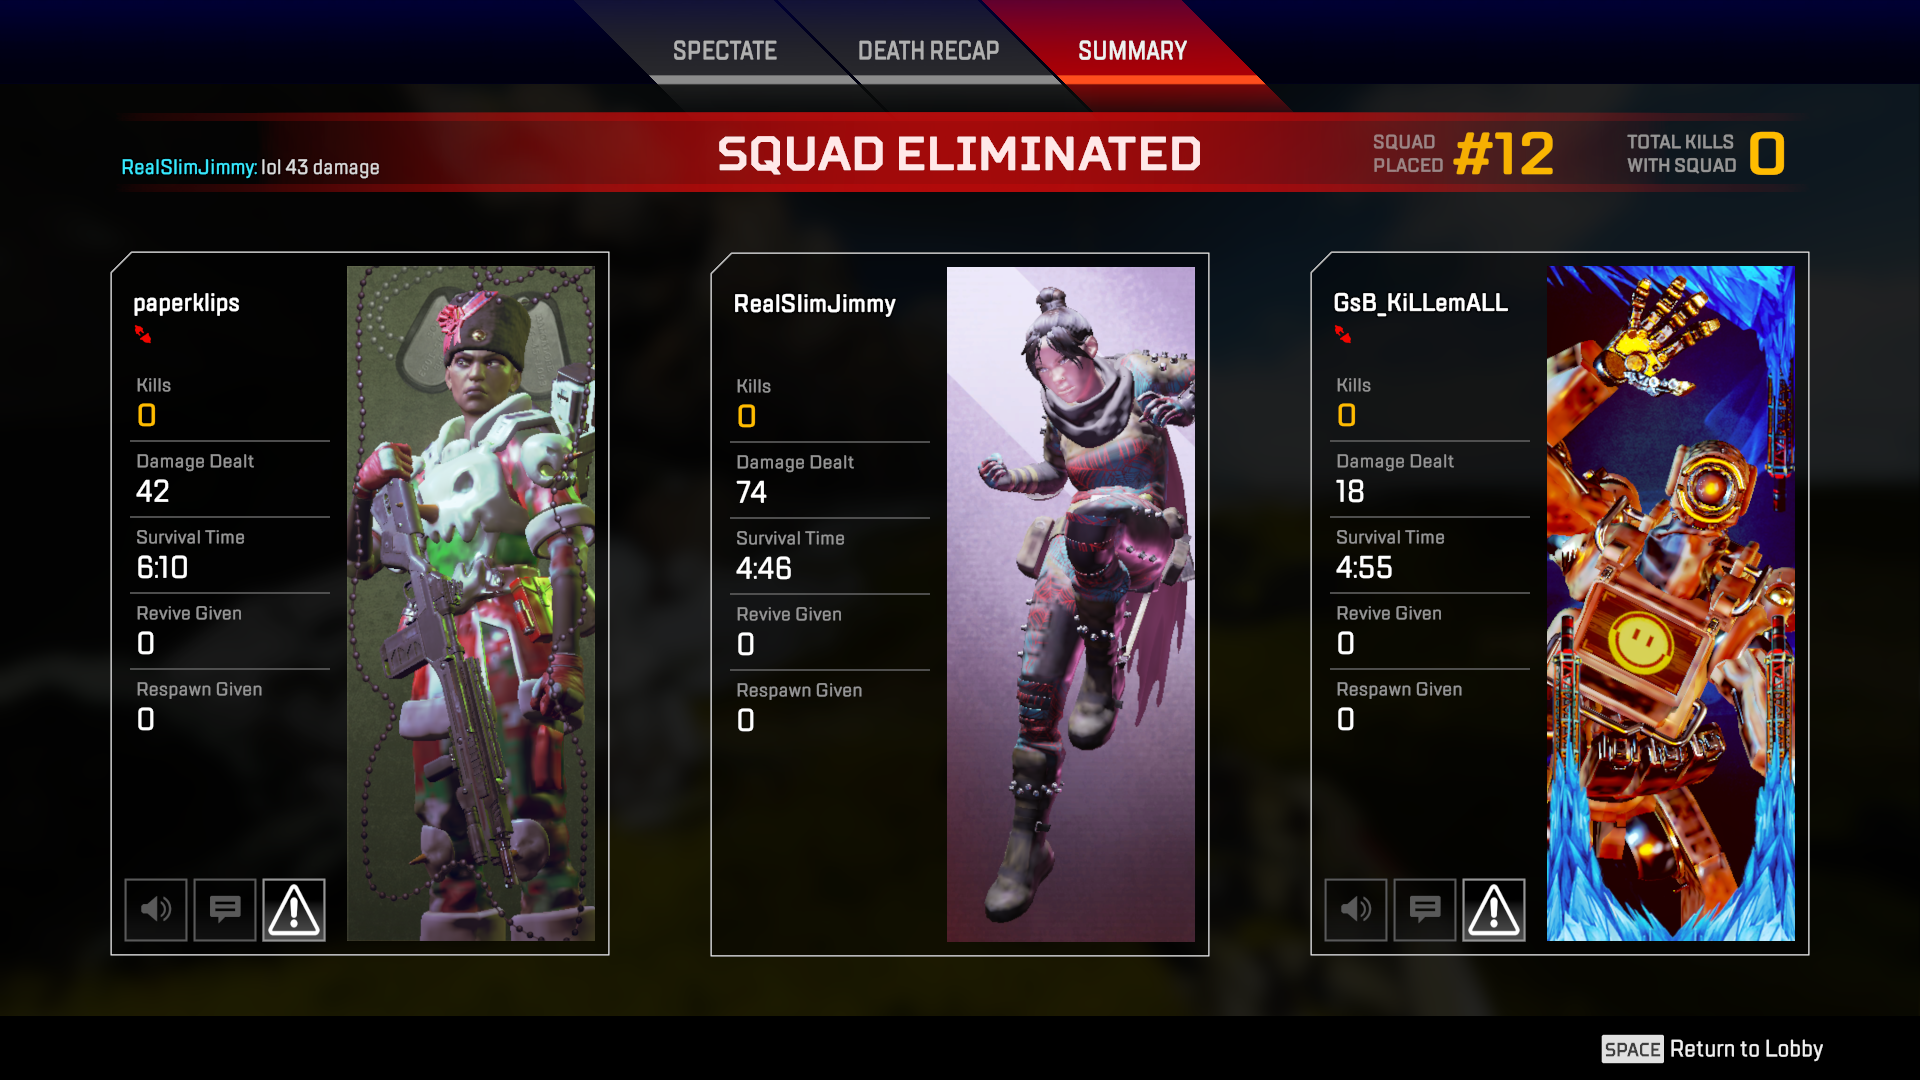 SPECTATE
DEATH RECAP
SUMMARY
RealSlimJimmy: lol 43 damage
SQUAD ELIMINATED
SQUAD PLACED #12
TOTAL KILLS WITH SQUAD 0
paperklips
Kills
0
Damage Dealt
42
Survival Time
6:10
Revive Given
0
Respawn Given
0
RealSlimJimmy
Kills
0
Damage Dealt
74
Survival Time
4:46
Revive Given
0
Respawn Given
0
GsB_KiLLemALL
Kills
0
Damage Dealt
18
Survival Time
4:55
Revive Given
0
Respawn Given
0
SPACE Return to Lobby